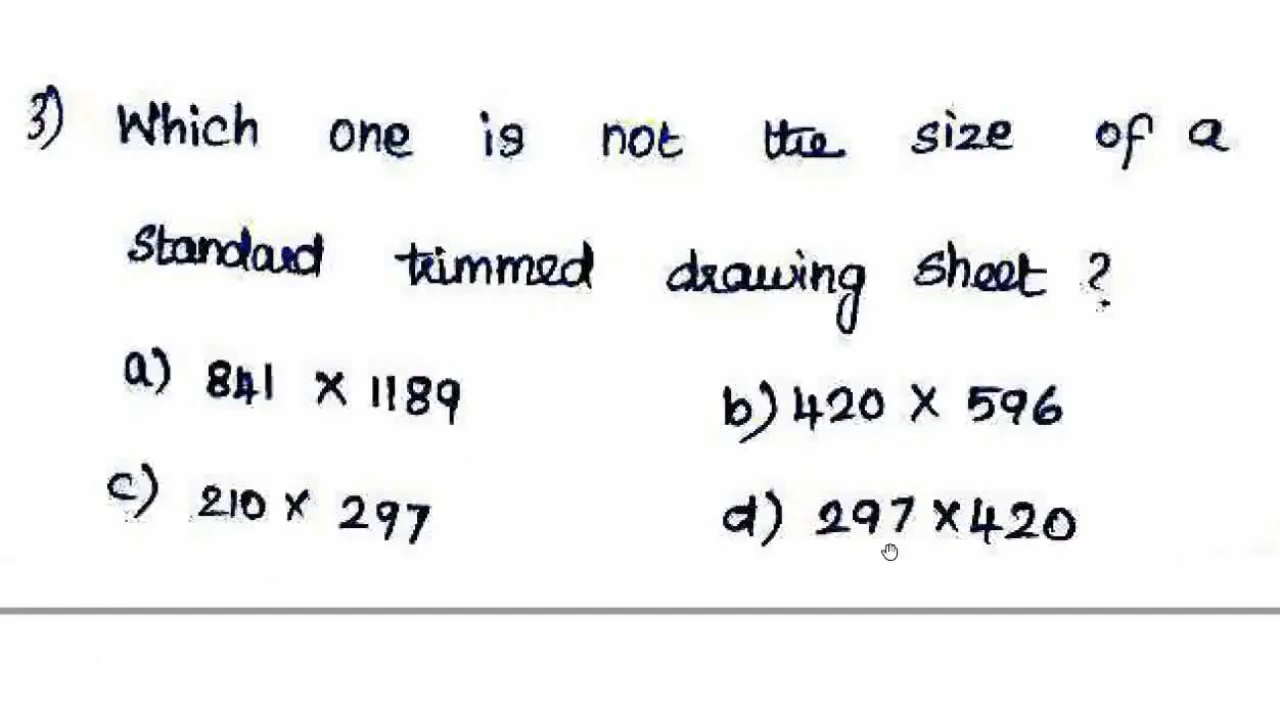 3) Which one is not the size of a
standard trimmed drawing sheet ?
a) 841 × 1189 b) 420 × 596
c) 210 × 297 d) 297 × 420